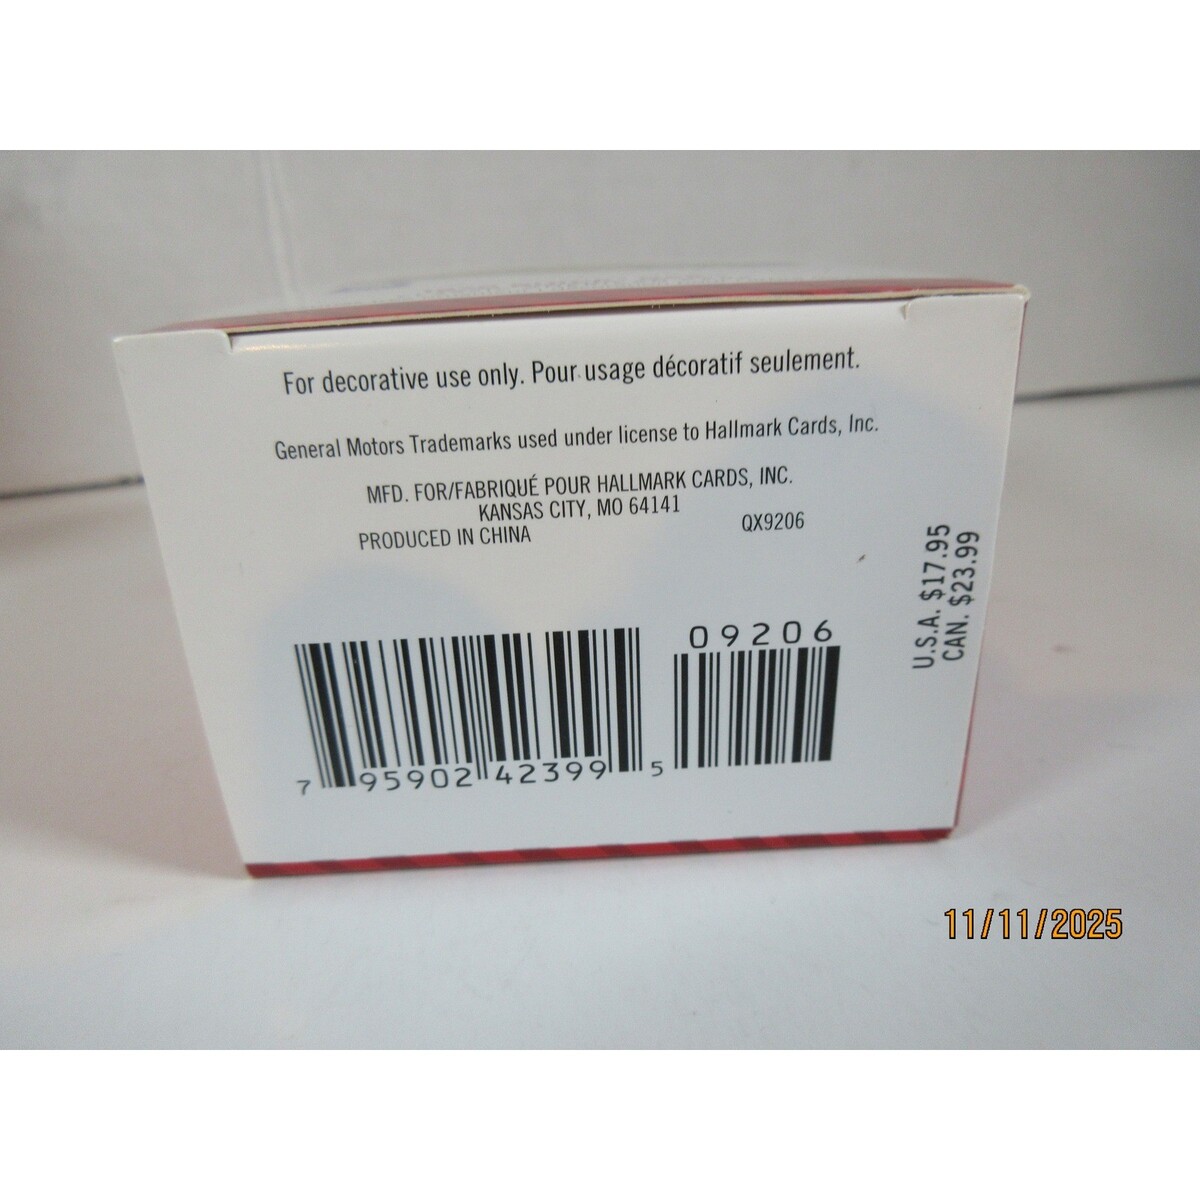 For decorative use only. Pour usage décoratif seulement.
General Motors Trademarks used under license to Hallmark Cards, Inc.
MFD. FOR/FABRIQUÉ POUR HALLMARK CARDS, INC.
KANSAS CITY, MO 64141
PRODUCED IN CHINA
QX9206
U.S.A. $17.95
CAN. $23.99
09206
7 95902 42399 5
11/11/2025